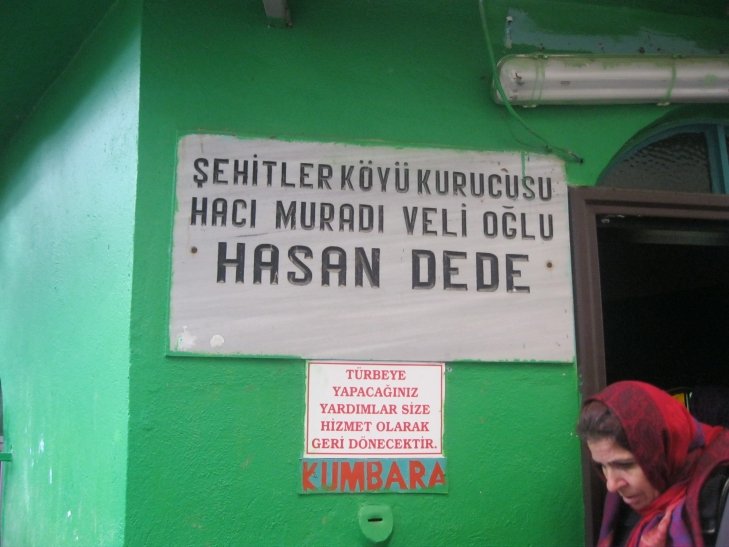 ŞEHİTLER KÖYÜ KURUCUSU
HACI MURADI VELİ OĞLU
HASAN DEDE
TÜRBEYE
YAPACAĞINIZ
YARDIMLAR SİZE
HİZMET OLARAK
GERİ DÖNECEKTİR.
KUMBARA